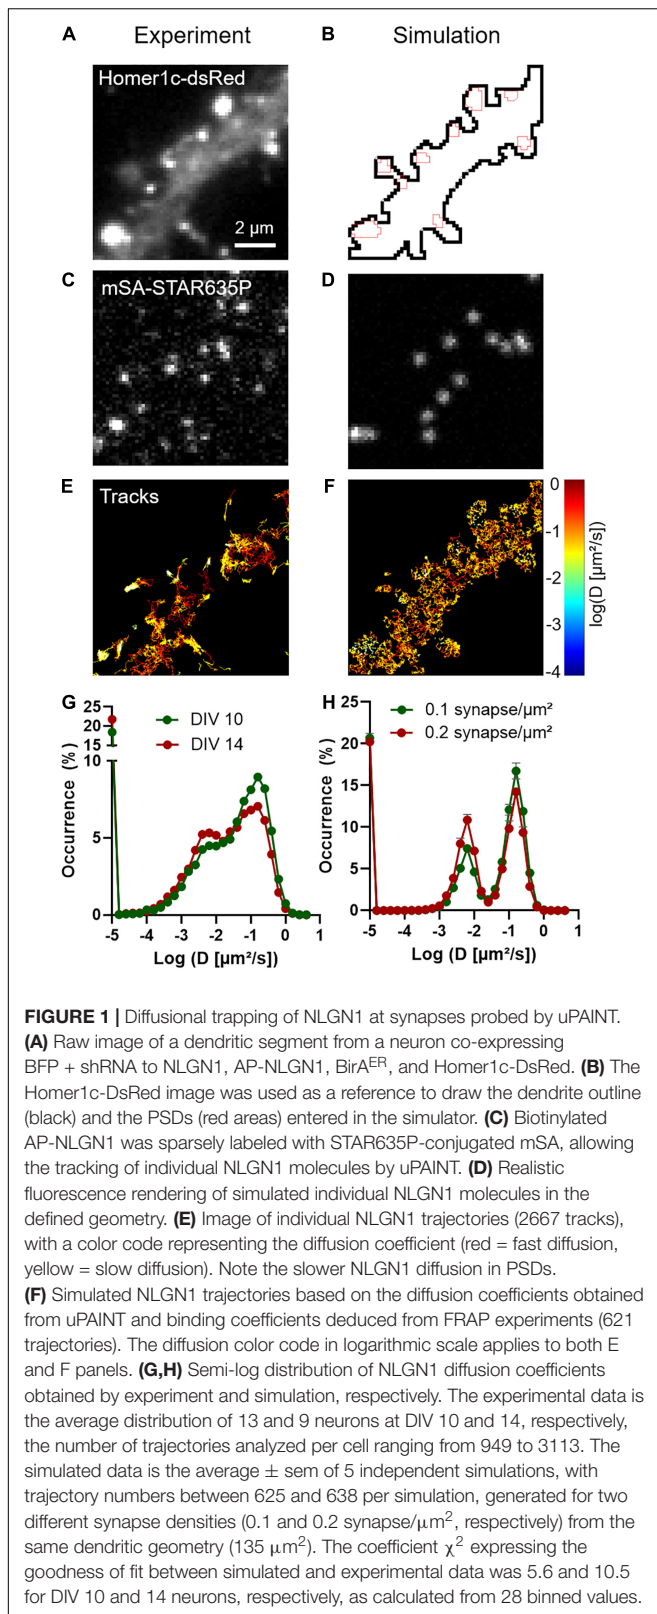 A Experiment B Simulation
Homer1c-dsRed
2 µm
C mSA-STAR635P D
E Tracks F
0
-1
-2
-3
-4
log(D [µm²/s)
G
25
20
15
10
5
0
Occurrence (%)
DIV 10
DIV 14
-5 -4 -3 -2 -1 0 1
Log (D [µm²/s])
H
25
20
15
10
5
0
Occurrence (%)
0.1 synapse/µm²
0.2 synapse/µm²
-5 -4 -3 -2 -1 0 1
Log (D [µm²/s])
FIGURE 1 | Diffusional trapping of NLGN1 at synapses probed by uPAINT.
(A) Raw image of a dendritic segment from a neuron co-expressing
BFP + shRNA to NLGN1, AP-NLGN1, BirA^ER, and Homer1c-DsRed. (B) The
Homer1c-DsRed image was used as a reference to draw the dendrite outline
(black) and the PSDs (red areas) entered in the simulator. (C) Biotinylated
AP-NLGN1 was sparsely labeled with STAR635P-conjugated mSA, allowing
the tracking of individual NLGN1 molecules by uPAINT. (D) Realistic
fluorescence rendering of simulated individual NLGN1 molecules in the
defined geometry. (E) Image of individual NLGN1 trajectories (2667 tracks),
with a color code representing the diffusion coefficient (red = fast diffusion,
yellow = slow diffusion). Note the slower NLGN1 diffusion in PSDs.
(F) Simulated NLGN1 trajectories based on the diffusion coefficients obtained
from uPAINT and binding coefficients deduced from FRAP experiments (621
trajectories). The diffusion color code in logarithmic scale applies to both E
and F panels. (G,H) Semi-log distribution of NLGN1 diffusion coefficients
obtained by experiment and simulation, respectively. The experimental data is
the average distribution of 13 and 9 neurons at DIV 10 and 14, respectively,
the number of trajectories analyzed per cell ranging from 949 to 3113. The
simulated data is the average ± sem of 5 independent simulations, with
trajectory numbers between 625 and 638 per simulation, generated for two
different synapse densities (0.1 and 0.2 synapse/µm², respectively) from the
same dendritic geometry (135 µm²). The coefficient χ² expressing the
goodness of fit between simulated and experimental data was 5.6 and 10.5
for DIV 10 and 14 neurons, respectively, as calculated from 28 binned values.